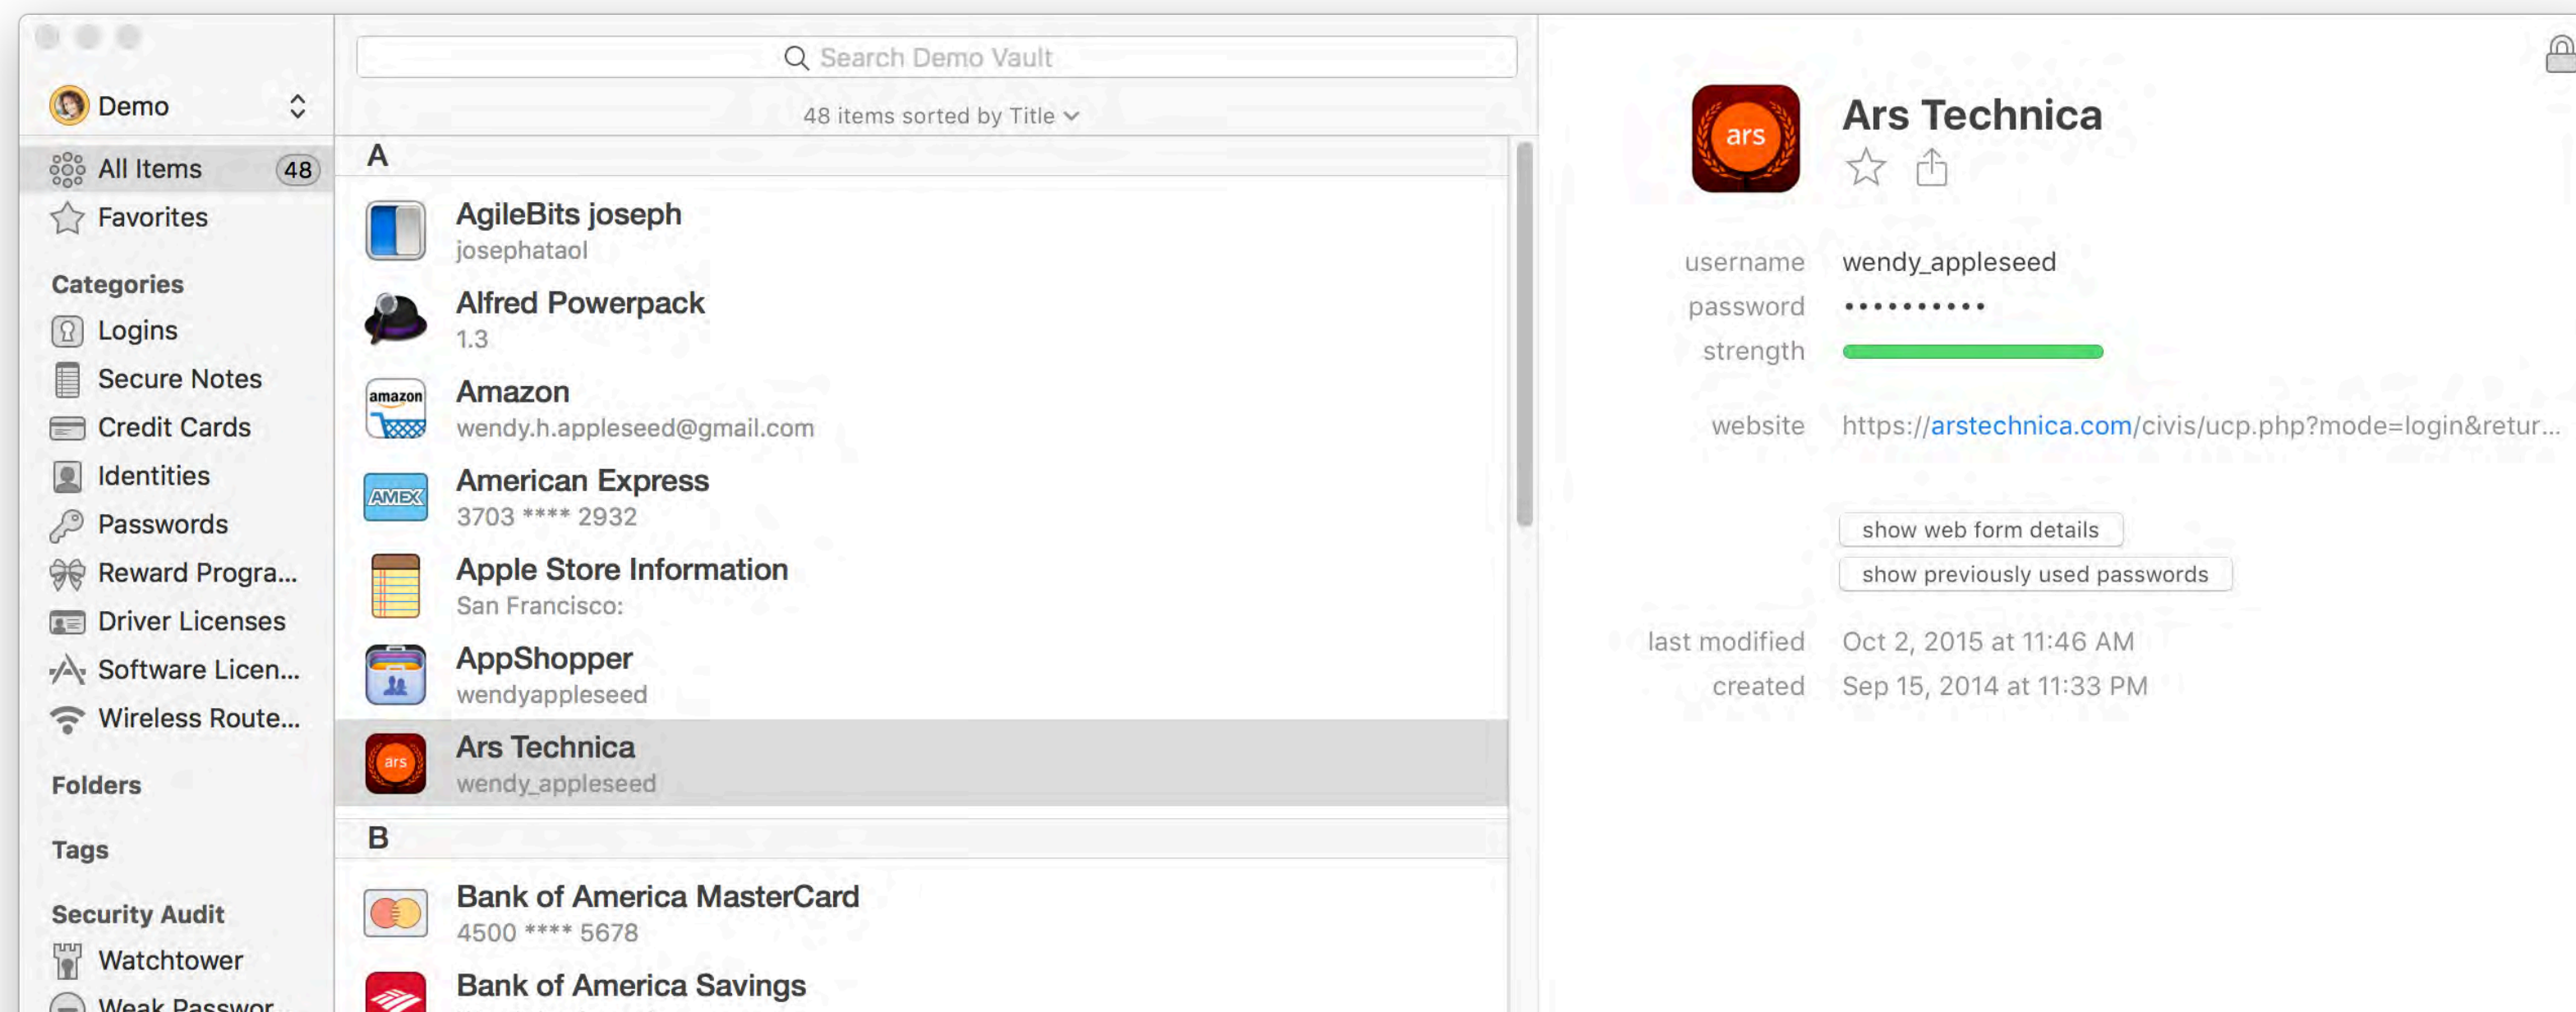 Demo
All Items 48
Favorites
Categories
Logins
Secure Notes
Credit Cards
Identities
Passwords
Reward Progra...
Driver Licenses
Software Licen...
Wireless Route...
Folders
Tags
Security Audit
Watchtower
Weak Passwor...
Search Demo Vault
48 items sorted by Title
A
AgileBits joseph
josephataol
Alfred Powerpack
1.3
amazon
Amazon
wendy.h.appleseed@gmail.com
AMEX
American Express
3703 **** 2932
Apple Store Information
San Francisco:
AppShopper
wendyappleseed
ars
Ars Technica
wendy_appleseed
B
Bank of America MasterCard
4500 **** 5678
Bank of America Savings
ars
Ars Technica
username wendy_appleseed
password ••••••••••
strength
website https://arstechnica.com/civis/ucp.php?mode=login&retur...
show web form details
show previously used passwords
last modified Oct 2, 2015 at 11:46 AM
created Sep 15, 2014 at 11:33 PM